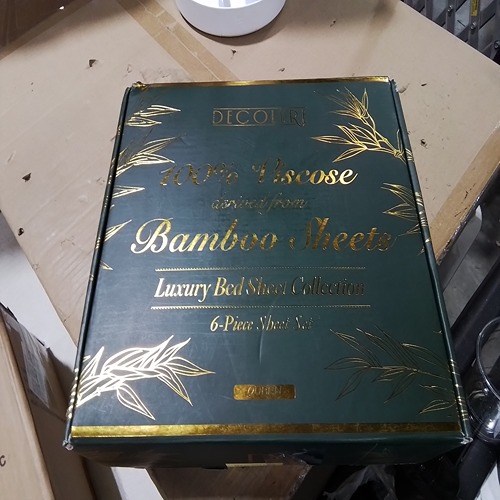 DECOLURE
100% Viscose
derived from
Bamboo Sheets
Luxury Bed Sheet Collection
6-Piece Sheet Set
QUEEN